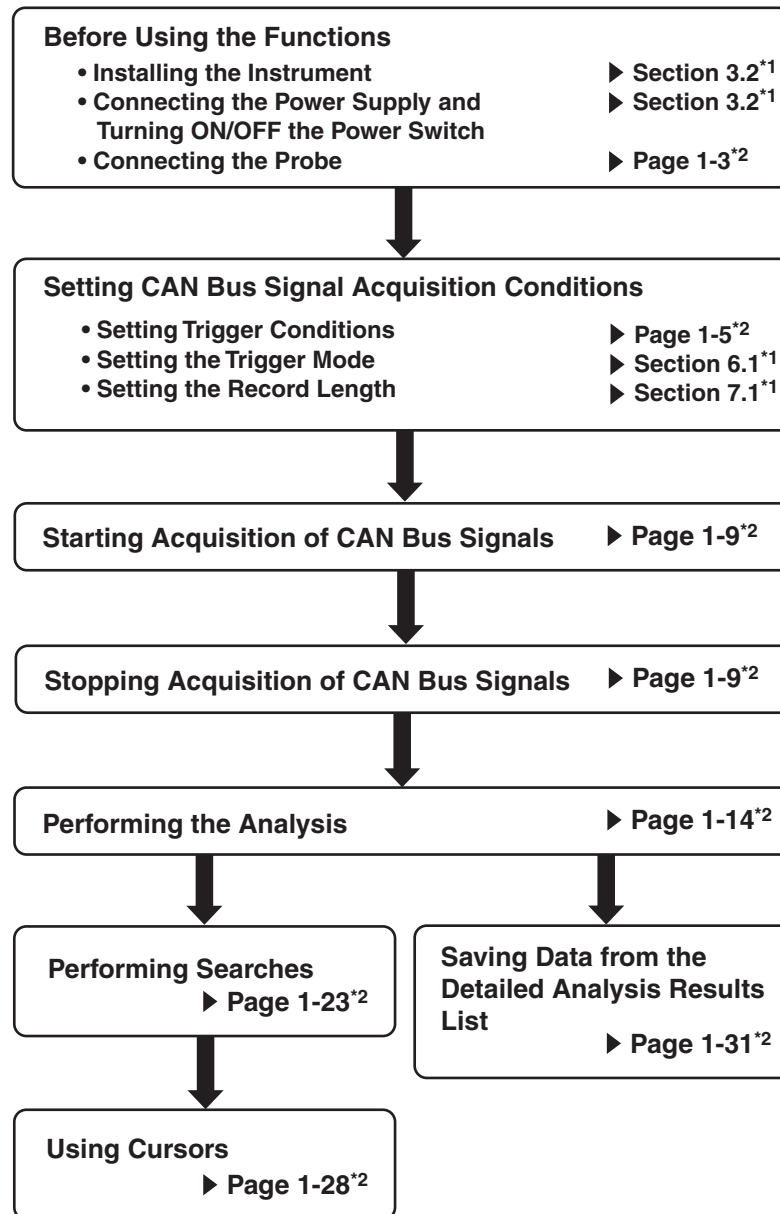 Before Using the Functions
• Installing the Instrument ▶ Section 3.2*1
• Connecting the Power Supply and ▶ Section 3.2*1
Turning ON/OFF the Power Switch
• Connecting the Probe ▶ Page 1-3*2
Setting CAN Bus Signal Acquisition Conditions
• Setting Trigger Conditions ▶ Page 1-5*2
• Setting the Trigger Mode ▶ Section 6.1*1
• Setting the Record Length ▶ Section 7.1*1
Starting Acquisition of CAN Bus Signals ▶ Page 1-9*2
Stopping Acquisition of CAN Bus Signals ▶ Page 1-9*2
Performing the Analysis ▶ Page 1-14*2
Performing Searches
▶ Page 1-23*2
Saving Data from the
Detailed Analysis Results
List
▶ Page 1-31*2
Using Cursors
▶ Page 1-28*2